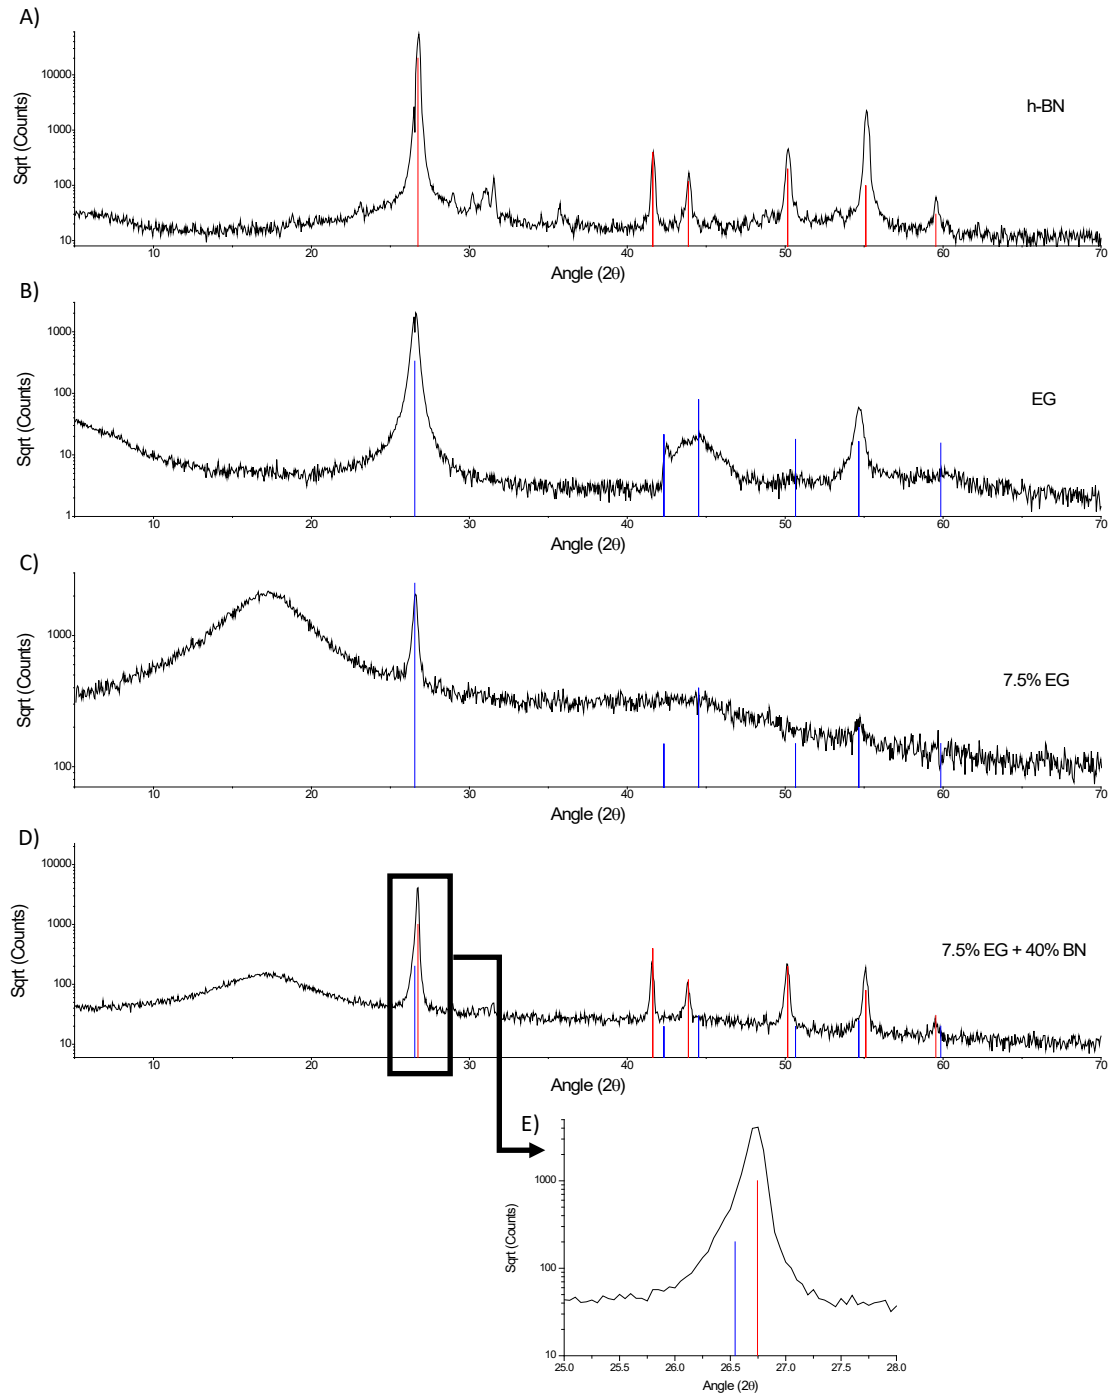 A)
10000
1000
100
10
Sqrt (Counts)
h-BN
10 20 30 40 50 60 70
Angle (2θ)
B)
1000
100
10
1
Sqrt (Counts)
EG
10 20 30 40 50 60 70
Angle (2θ)
C)
1000
100
Sqrt (Counts)
7.5% EG
10 20 30 40 50 60 70
Angle (2θ)
D)
10000
1000
100
10
Sqrt (Counts)
7.5% EG + 40% BN
10 20 30 40 50 60 70
Angle (2θ)
E)
1000
100
10
Sqrt (Counts)
25.0 25.5 26.0 26.5 27.0 27.5 28.0
Angle (2θ)